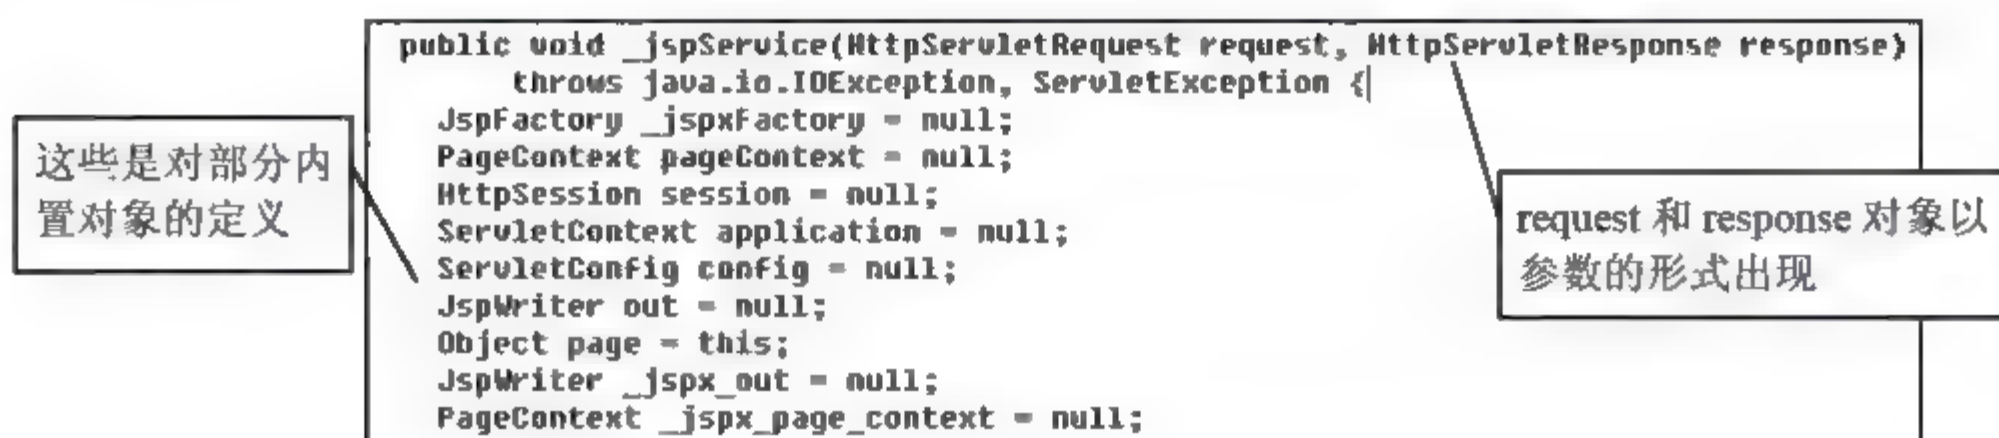 public void _jspService(HttpServletRequest request, HttpServletResponse response)
throws java.io.IOException, ServletException {
JspFactory _jspxFactory = null;
PageContext pageContext = null;
HttpSession session = null;
ServletContext application = null;
ServletConfig config = null;
JspWriter out = null;
Object page = this;
JspWriter _jspx_out = null;
PageContext _jspx_page_context = null;
这些是对部分内
置对象的定义
request 和 response 对象以
参数的形式出现